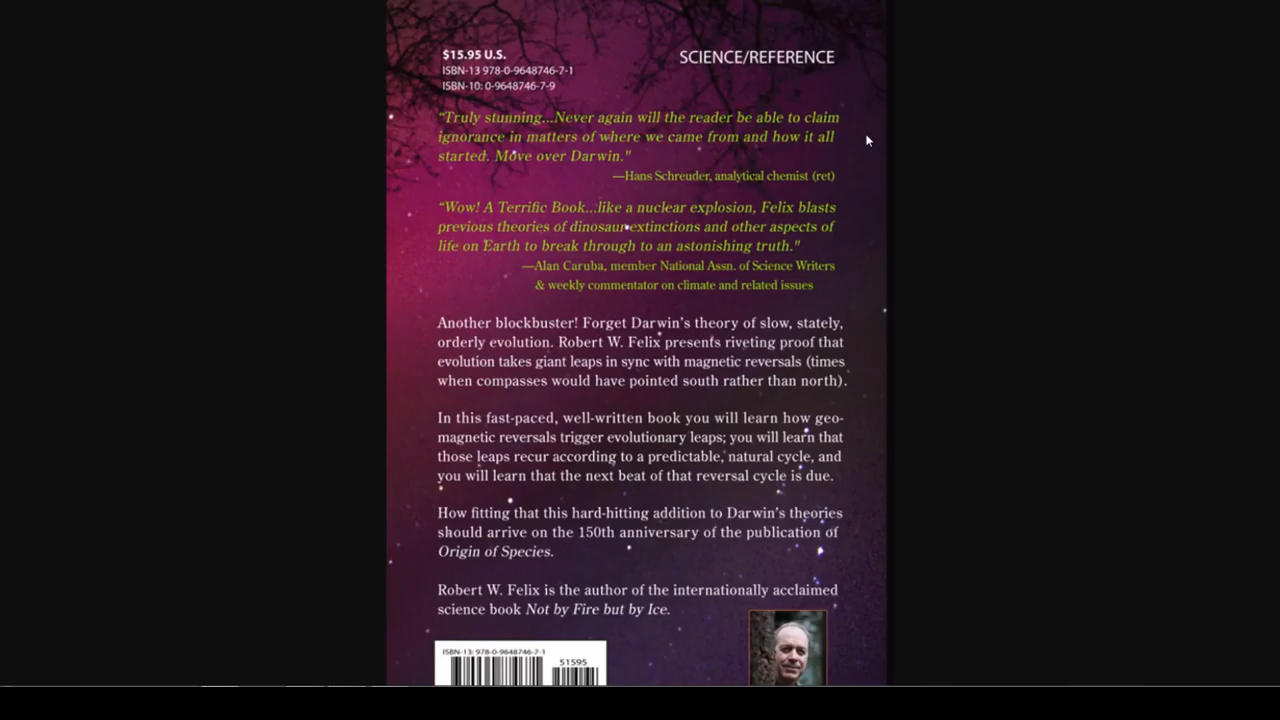 $15.95 U.S.
ISBN-13 978-0-9648746-7-1
ISBN-10: 0-9648746-7-9
SCIENCE/REFERENCE
“Truly stunning...Never again will the reader be able to claim
ignorance in matters of where we came from and how it all
started. Move over Darwin."
—Hans Schreuder, analytical chemist (ret)
“Wow! A Terrific Book...like a nuclear explosion, Felix blasts
previous theories of dinosaur extinctions and other aspects of
life on Earth to break through to an astonishing truth."
—Alan Caruba, member National Assn. of Science Writers
& weekly commentator on climate and related issues
Another blockbuster! Forget Darwin’s theory of slow, stately,
orderly evolution. Robert W. Felix presents riveting proof that
evolution takes giant leaps in sync with magnetic reversals (times
when compasses would have pointed south rather than north).
In this fast-paced, well-written book you will learn how geo-
magnetic reversals trigger evolutionary leaps; you will learn that
those leaps recur according to a predictable, natural cycle, and
you will learn that the next beat of that reversal cycle is due.
How fitting that this hard-hitting addition to Darwin’s theories
should arrive on the 150th anniversary of the publication of
Origin of Species.
Robert W. Felix is the author of the internationally acclaimed
science book Not by Fire but by Ice.
ISBN-13: 978-0-9648746-7-1
51595